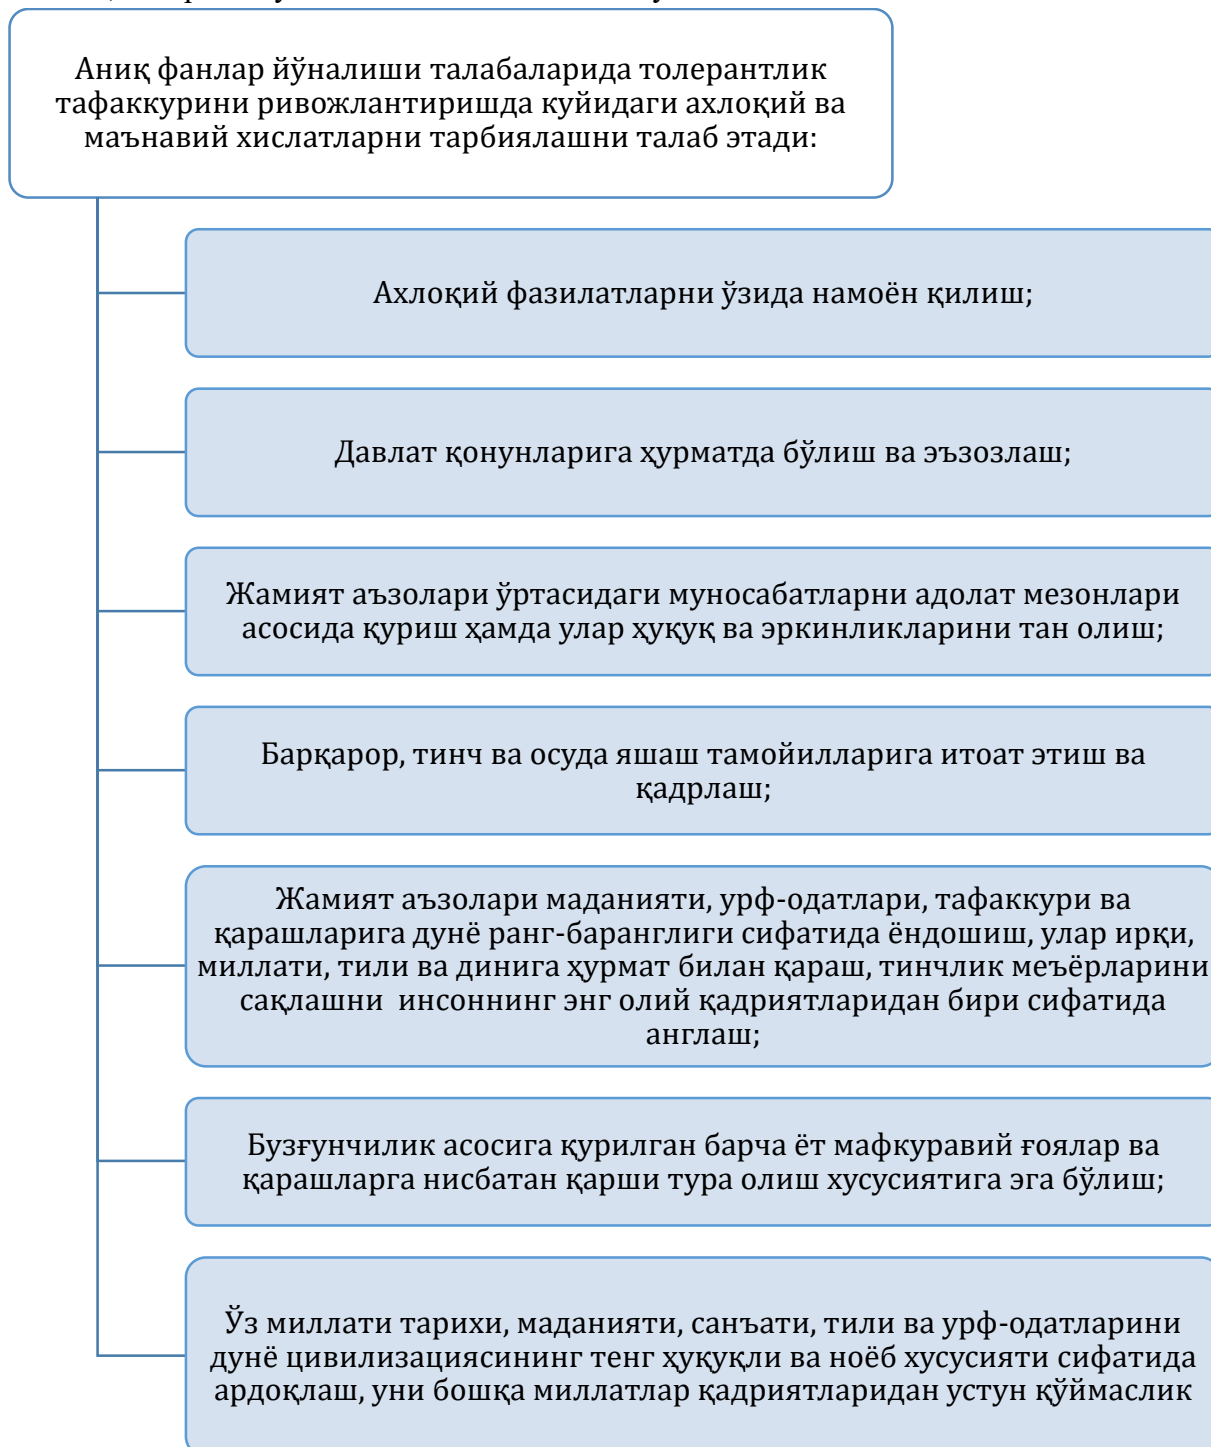 Аниқ фанлар йўналиши талабаларида толерантлик
тафаккурини ривожлантиришда куйидаги ахлоқий ва
маънавий хислатларни тарбиялашни талаб этади:
Ахлоқий фазилатларни ўзида намоён қилиш;
Давлат қонунларига ҳурматда бўлиш ва эъзозлаш;
Жамият аъзолари ўртасидаги муносабатларни адолат мезонлари
асосида қуриш ҳамда улар ҳуқуқ ва эркинликларини тан олиш;
Барқарор, тинч ва осуда яшаш тамойилларига итоат этиш ва
қадрлаш;
Жамият аъзолари маданияти, урф-одатлари, тафаккури ва
қарашларига дунё ранг-баранглиги сифатида ёндошиш, улар ирқи,
миллати, тили ва динига ҳурмат билан қараш, тинчлик меъёрларини
сақлашни инсоннинг энг олий қадриятларидан бири сифатида
англаш;
Бузғунчилик асосига қурилган барча ёт мафкуравий ғоялар ва
қарашларга нисбатан қарши тура олиш хусусиятига эга бўлиш;
Ўз миллати тарихи, маданияти, санъати, тили ва урф-одатларини
дунё цивилизациясининг тенг ҳуқуқли ва ноёб хусусияти сифатида
ардоқлаш, уни бошқа миллатлар қадриятларидан устун қўймаслик